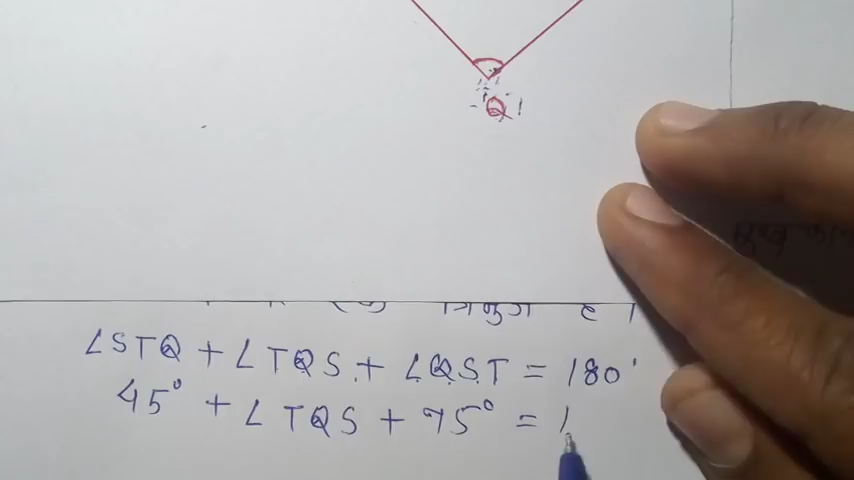 Q
∠STQ + ∠TQS + ∠QST = 180°
45° + ∠TQS + 75° = 1